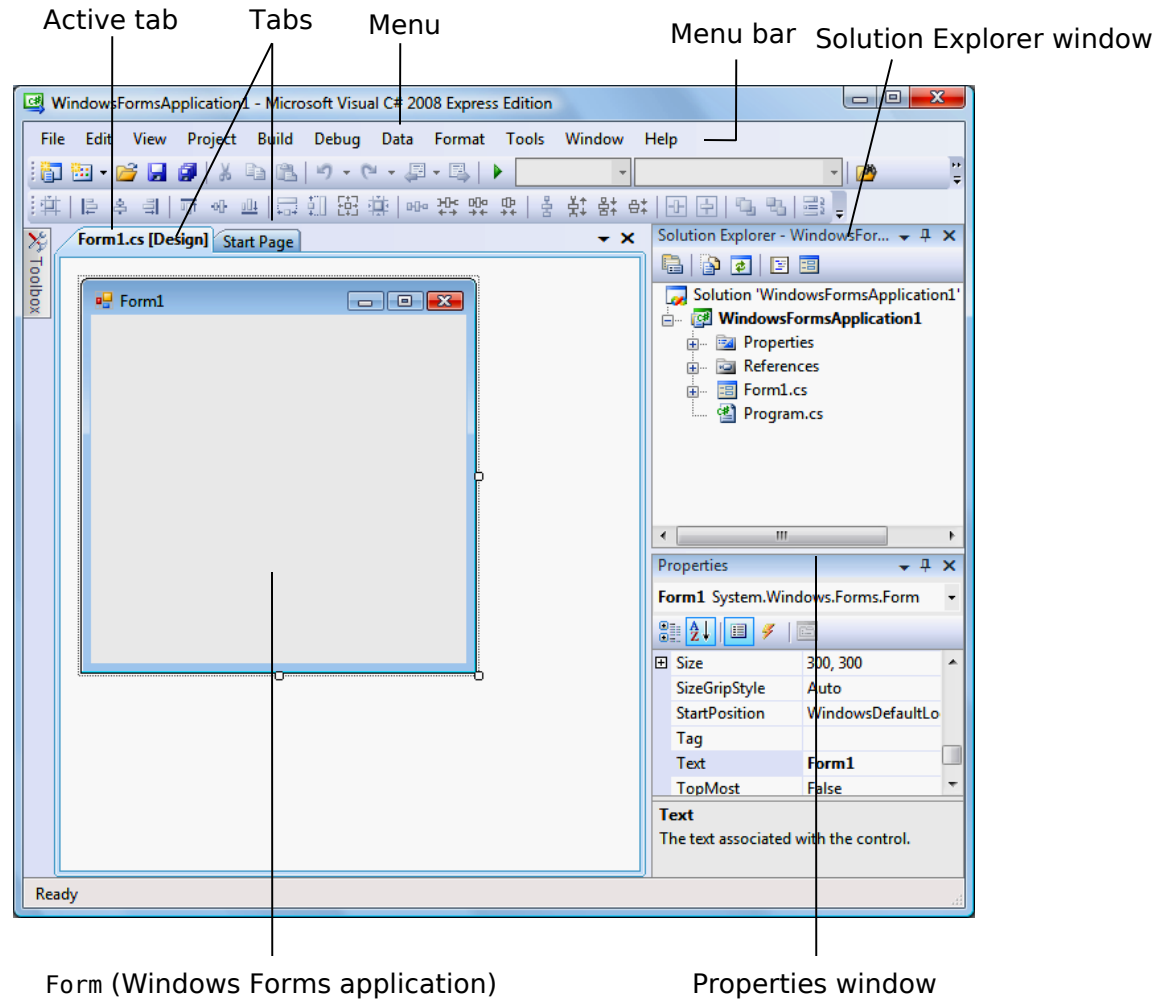 Active tab
Tabs
Menu
Menu bar
Solution Explorer window
WindowsFormsApplication1 - Microsoft Visual C# 2008 Express Edition
File Edit View Project Build Debug Data Format Tools Window Help
Toolbox
Form1.cs [Design] Start Page
Form1
Solution Explorer - WindowsFor...
Solution 'WindowsFormsApplication1'
WindowsFormsApplication1
Properties
References
Form1.cs
Program.cs
Properties
Form1 System.Windows.Forms.Form
Size 300, 300
SizeGripStyle Auto
StartPosition WindowsDefaultLo
Tag
Text Form1
TopMost False
Text
The text associated with the control.
Ready
Form (Windows Forms application)
Properties window